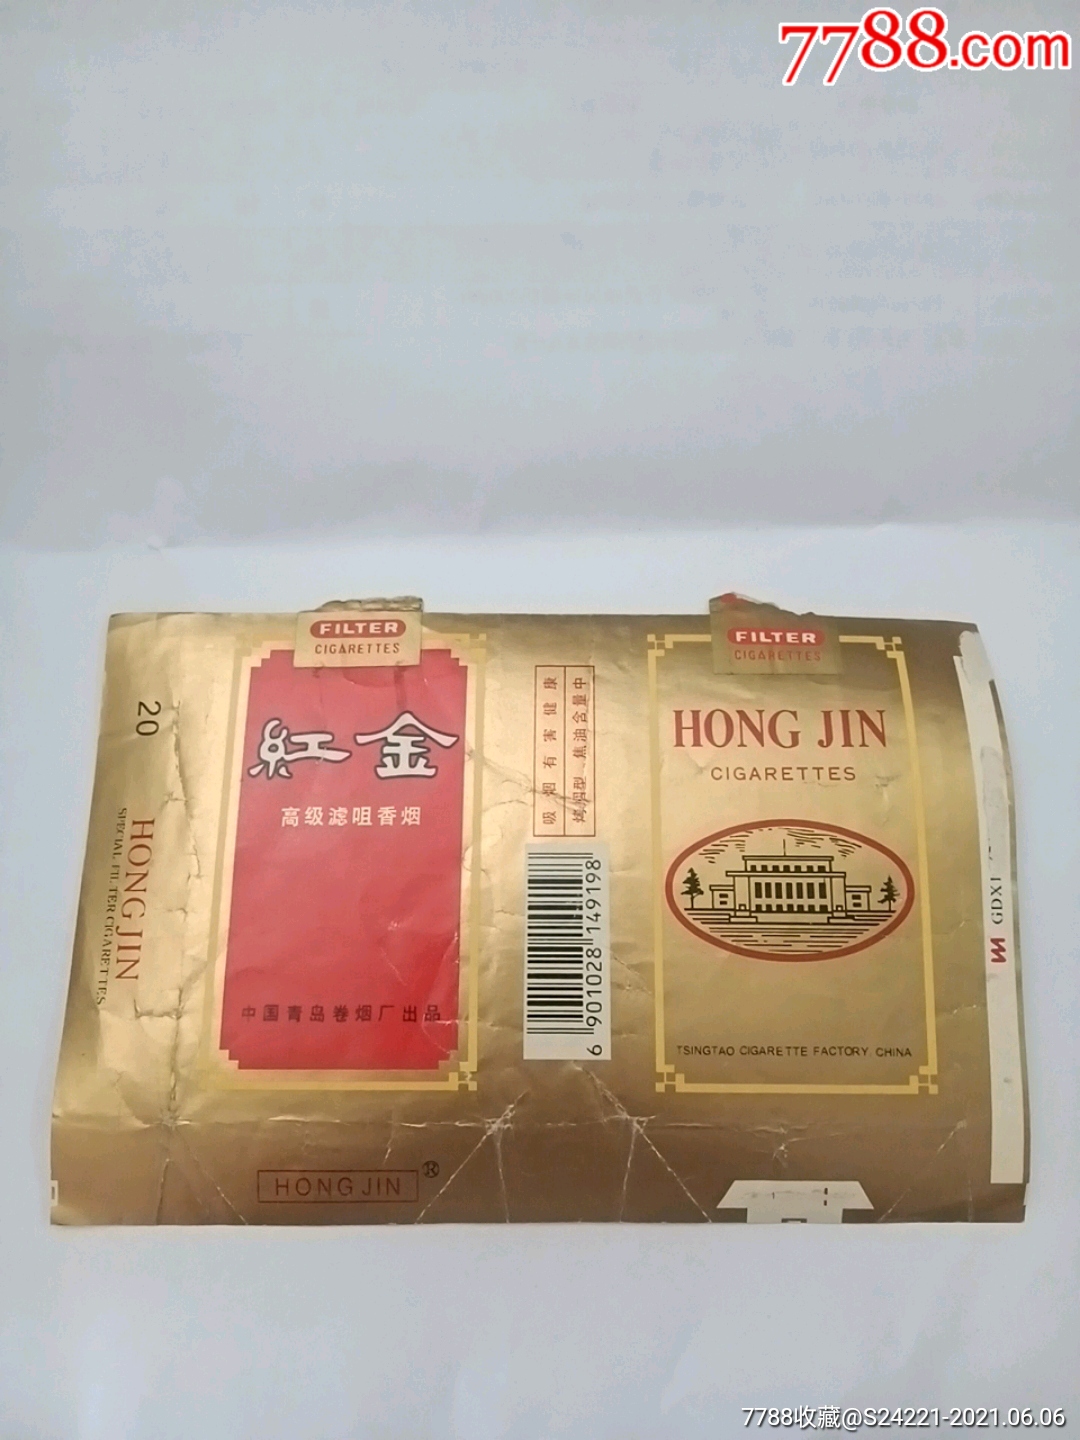 7788.com
20
HONG JIN
SPECIAL FILTER CIGARETTES
FILTER
CIGARETTES
紅金
高级滤咀香烟
中国青岛卷烟厂出品
HONG JIN®
吸烟有害健康
烤烟型 焦油含量中
6 901028 149198
FILTER
CIGARETTES
HONG JIN
CIGARETTES
TSINGTAO CIGARETTE FACTORY, CHINA
GDXT
7788收藏@S24221-2021.06.06